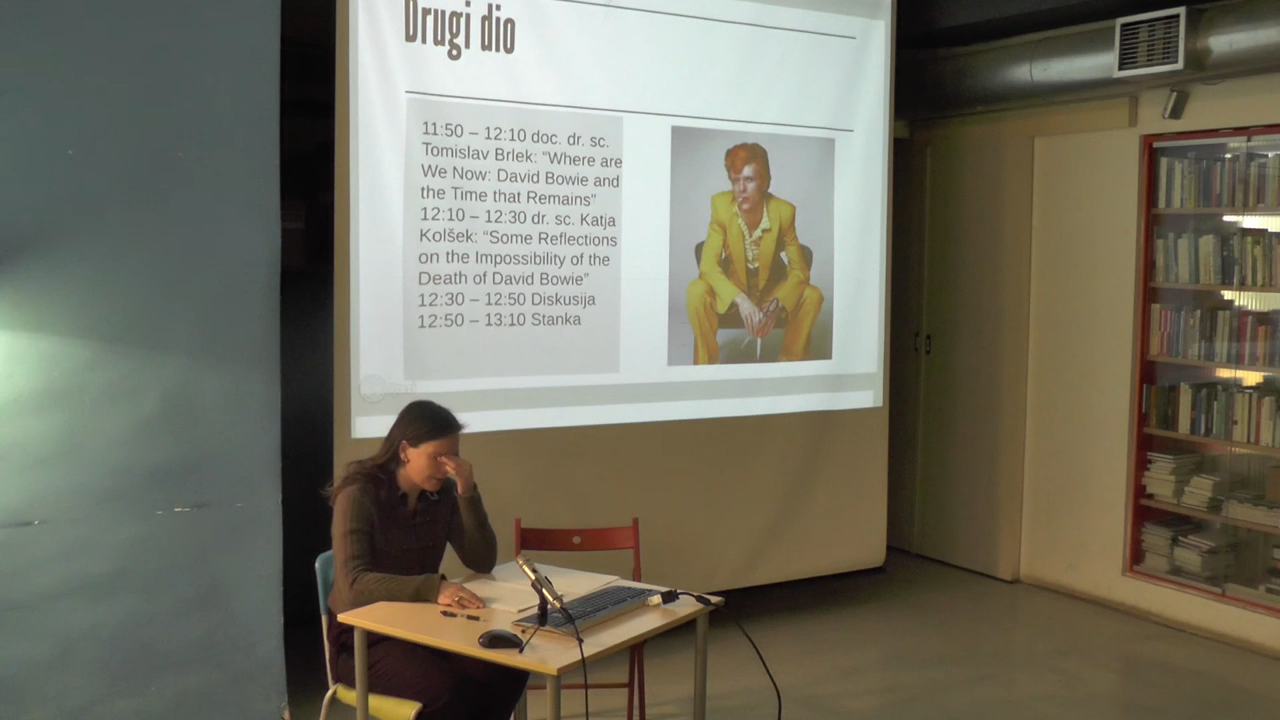 Drugi dio
11:50 – 12:10 doc. dr. sc.
Tomislav Brlek: "Where are
We Now: David Bowie and
the Time that Remains"
12:10 – 12:30 dr. sc. Katja
Kolšek: “Some Reflections
on the Impossibility of the
Death of David Bowie”
12:30 – 12:50 Diskusija
12:50 – 13:10 Stanka